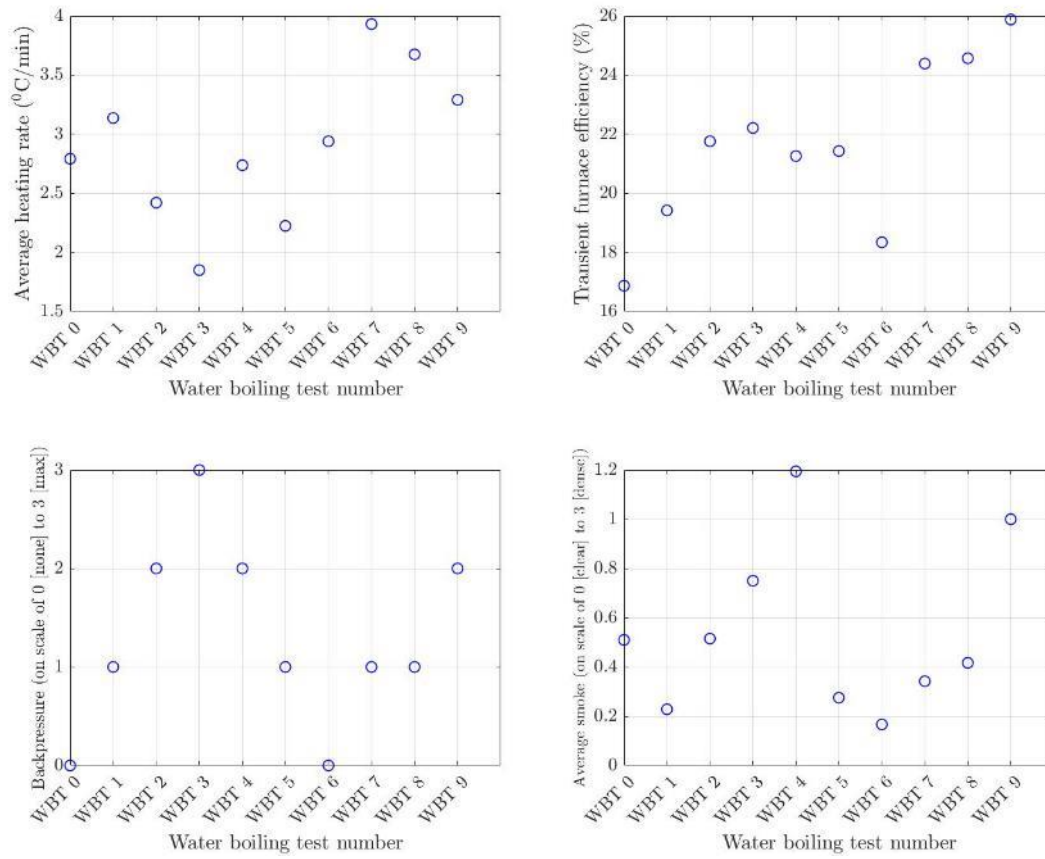 Average heating rate (⁰C/min)
4
3.5
3
2.5
2
1.5
WBT 0
WBT 1
WBT 2
WBT 3
WBT 4
WBT 5
WBT 6
WBT 7
WBT 8
WBT 9
Water boiling test number
Transient furnace efficiency (%)
26
24
22
20
18
16
WBT 0
WBT 1
WBT 2
WBT 3
WBT 4
WBT 5
WBT 6
WBT 7
WBT 8
WBT 9
Water boiling test number
Backpressure (on scale of 0 [none] to 3 [max])
3
2
1
0
WBT 0
WBT 1
WBT 2
WBT 3
WBT 4
WBT 5
WBT 6
WBT 7
WBT 8
WBT 9
Water boiling test number
Average smoke (on scale of 0 [clear] to 3 [dense])
1.2
1
0.8
0.6
0.4
0.2
0
WBT 0
WBT 1
WBT 2
WBT 3
WBT 4
WBT 5
WBT 6
WBT 7
WBT 8
WBT 9
Water boiling test number